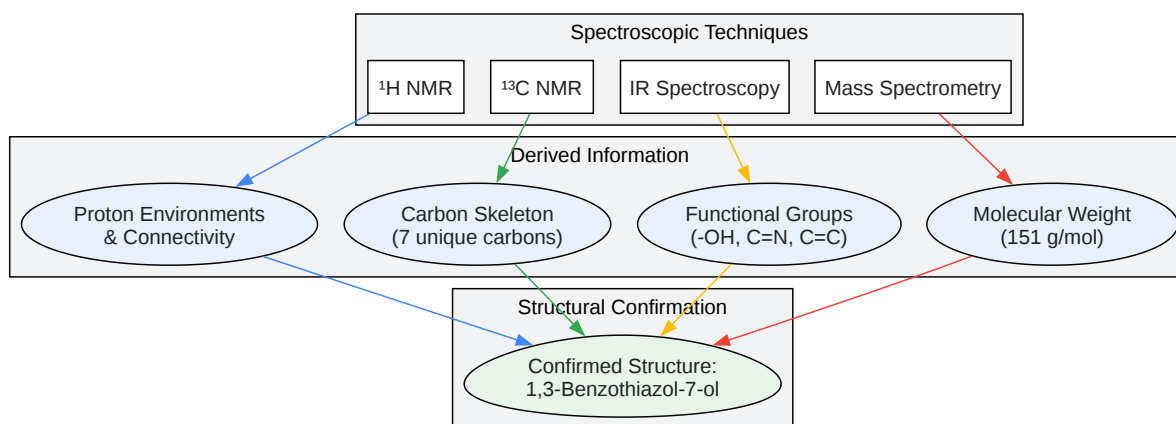 Spectroscopic Techniques
¹H NMR
¹³C NMR
IR Spectroscopy
Mass Spectrometry
Derived Information
Proton Environments
& Connectivity
Carbon Skeleton
(7 unique carbons)
Functional Groups
(-OH, C=N, C=C)
Molecular Weight
(151 g/mol)
Structural Confirmation
Confirmed Structure:
1,3-Benzothiazol-7-ol